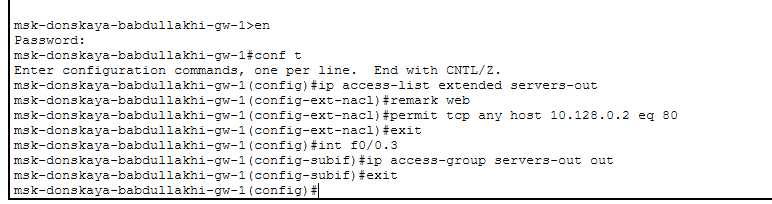 msk-donskaya-babdullakhi-gw-1>en
Password:
msk-donskaya-babdullakhi-gw-1#conf t
Enter configuration commands, one per line.  End with CNTL/Z.
msk-donskaya-babdullakhi-gw-1(config)#ip access-list extended servers-out
msk-donskaya-babdullakhi-gw-1(config-ext-nacl)#remark web
msk-donskaya-babdullakhi-gw-1(config-ext-nacl)#permit tcp any host 10.128.0.2 eq 80
msk-donskaya-babdullakhi-gw-1(config-ext-nacl)#exit
msk-donskaya-babdullakhi-gw-1(config)#int f0/0.3
msk-donskaya-babdullakhi-gw-1(config-subif)#ip access-group servers-out out
msk-donskaya-babdullakhi-gw-1(config-subif)#exit
msk-donskaya-babdullakhi-gw-1(config)#